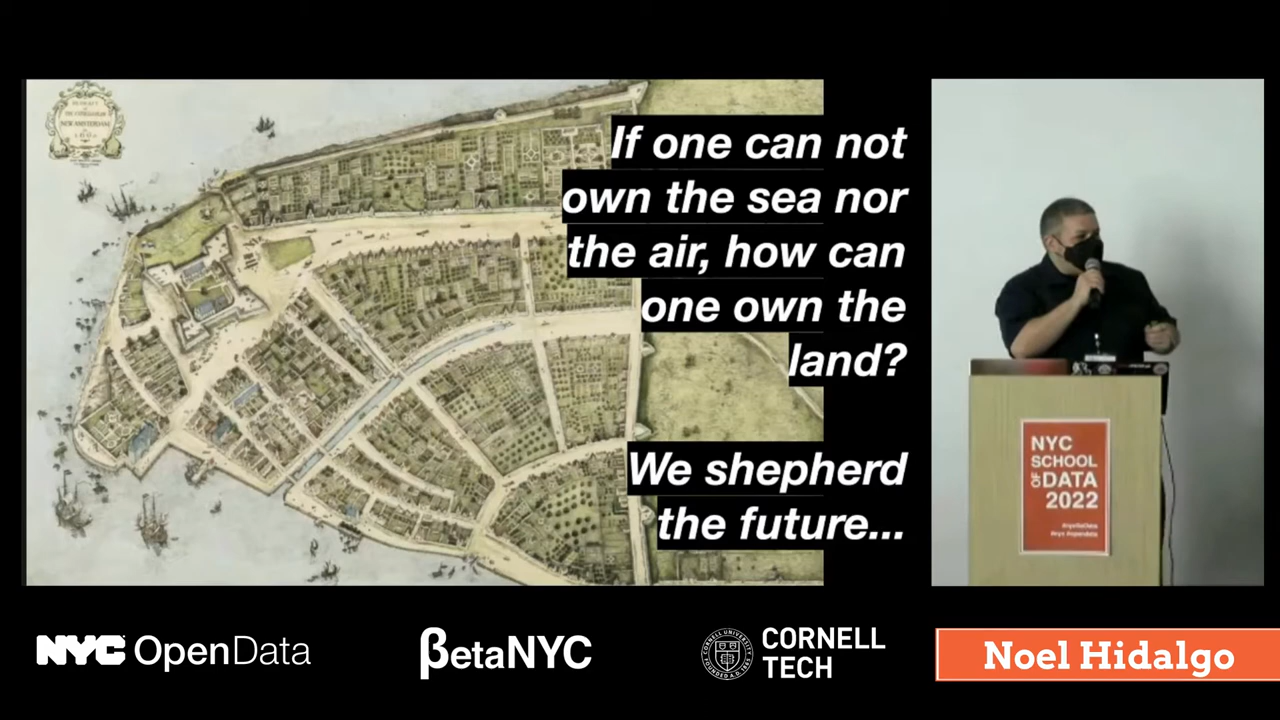 If one can not
own the sea nor
the air, how can
one own the
land?
We shepherd
the future...
NYC
SCHOOL
OF DATA
2022
NYC OpenData
βetaNYC
CORNELL
TECH
Noel Hidalgo